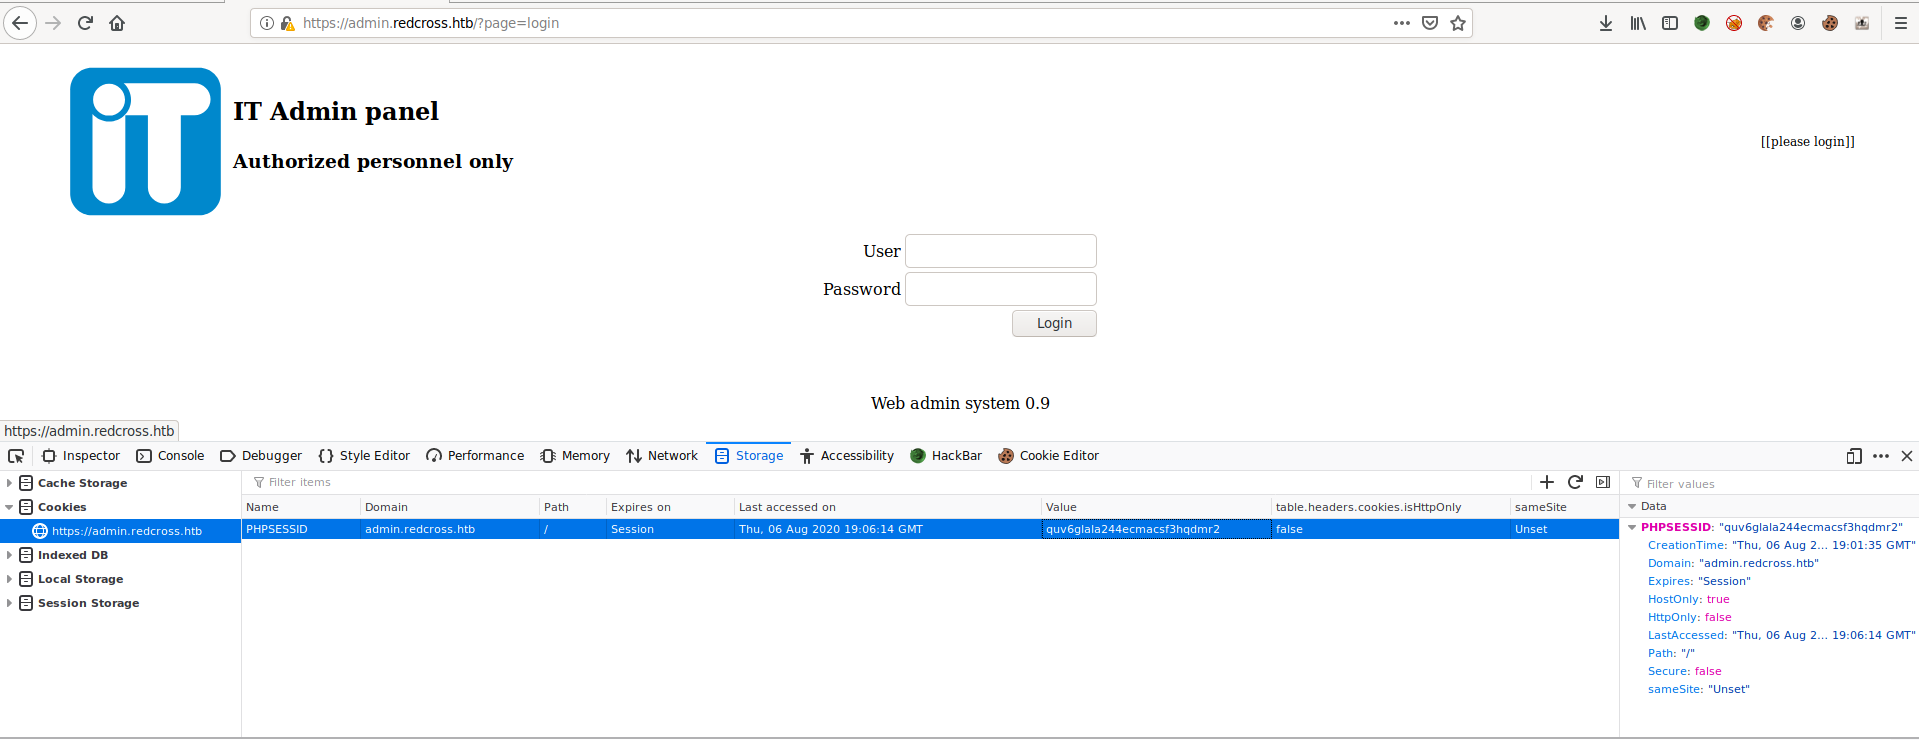 https://admin.redcross.htb/?page=login
iT
IT Admin panel
Authorized personnel only
[[please login]]
User
Password
Login
Web admin system 0.9
https://admin.redcross.htb
Inspector Console Debugger Style Editor Performance Memory Network Storage Accessibility HackBar Cookie Editor
Cache Storage
Cookies
https://admin.redcross.htb
Indexed DB
Local Storage
Session Storage
Filter items
Name Domain Path Expires on Last accessed on Value table.headers.cookies.isHttpOnly sameSite
PHPSESSID admin.redcross.htb / Session Thu, 06 Aug 2020 19:06:14 GMT quv6glala244ecmacsf3hqdmr2 false Unset
Filter values
Data
PHPSESSID: "quv6glala244ecmacsf3hqdmr2"
CreationTime: "Thu, 06 Aug 2... 19:01:35 GMT"
Domain: "admin.redcross.htb"
Expires: "Session"
HostOnly: true
HttpOnly: false
LastAccessed: "Thu, 06 Aug 2... 19:06:14 GMT"
Path: "/"
Secure: false
sameSite: "Unset"